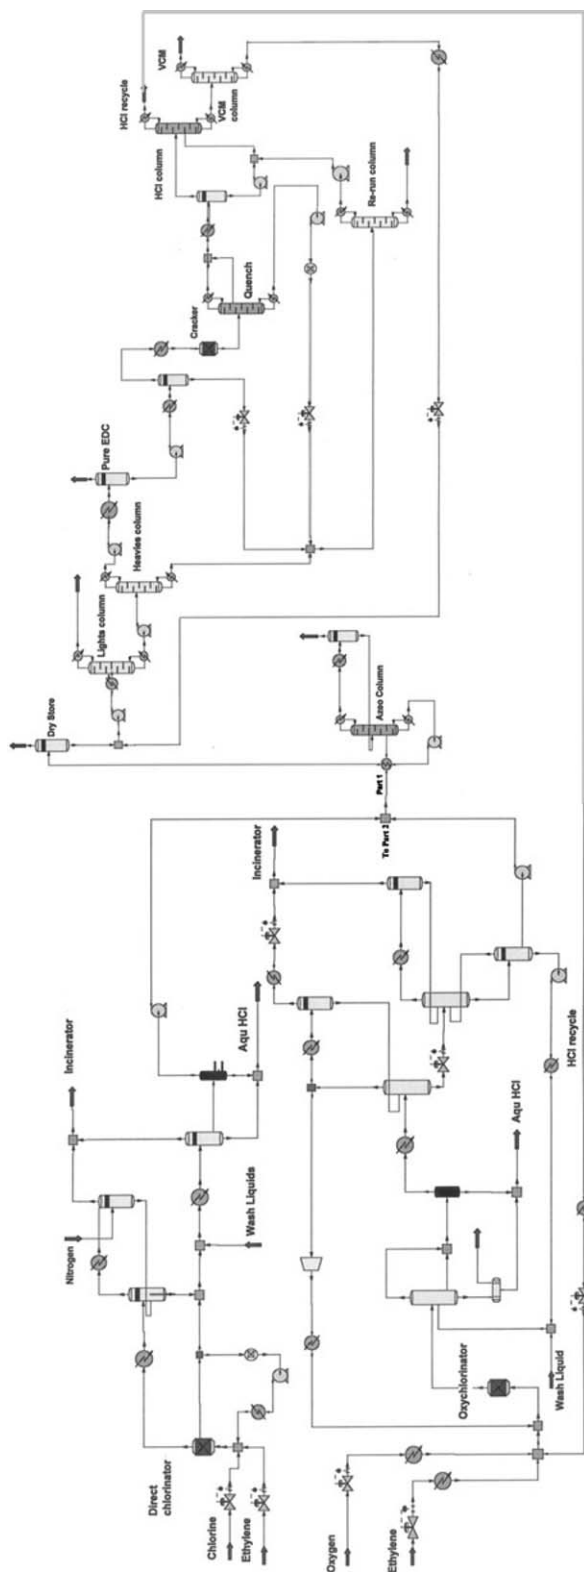 VCM
HCl recycle
VCM
column
HCl column
Re-run column
Quench
Cracker
Pure EDC
Heavies column
Lights column
Dry Store
Azeo Column
Part 1
To Part 2
Incinerator
Incinerator
Aqu HCl
Nitrogen
Wash Liquids
HCl recycle
Aqu HCl
Direct
chlorinator
Oxychlorinator
Wash Liquid
Chlorine
Ethylene
Oxygen
Ethylene